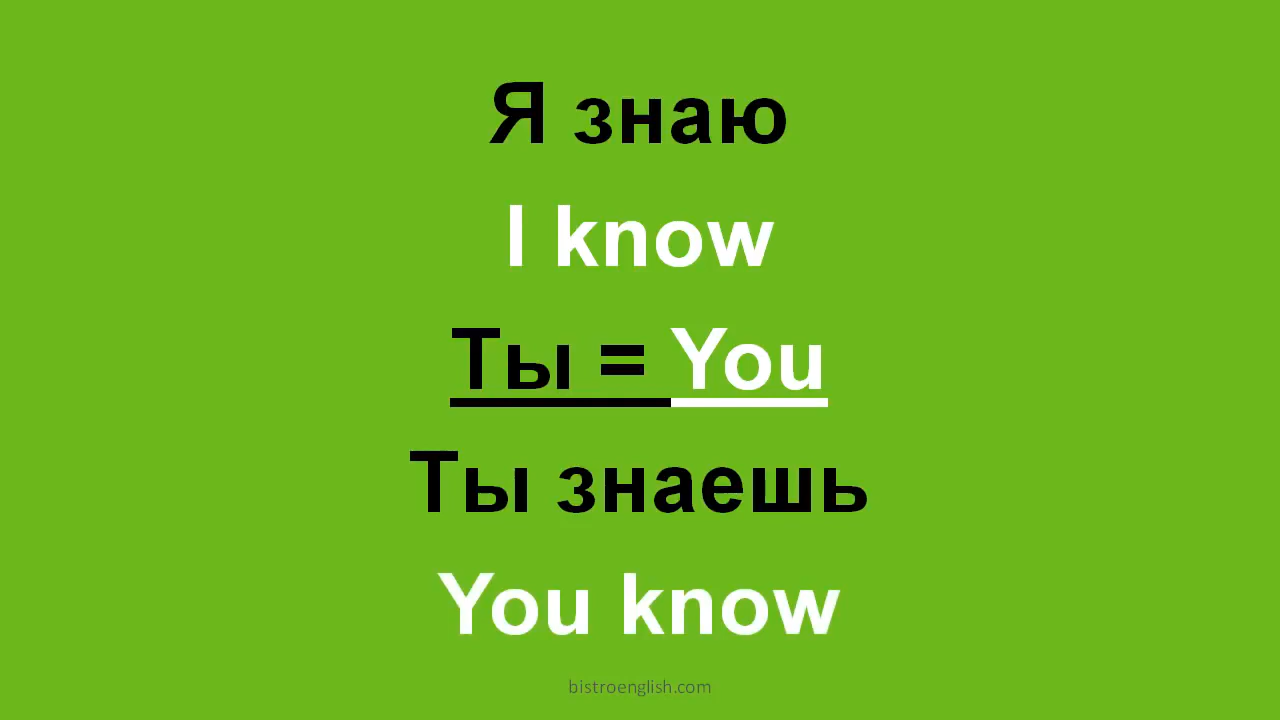 Я знаю
I know
Ты = You
Ты знаешь
You know
bistroenglish.com